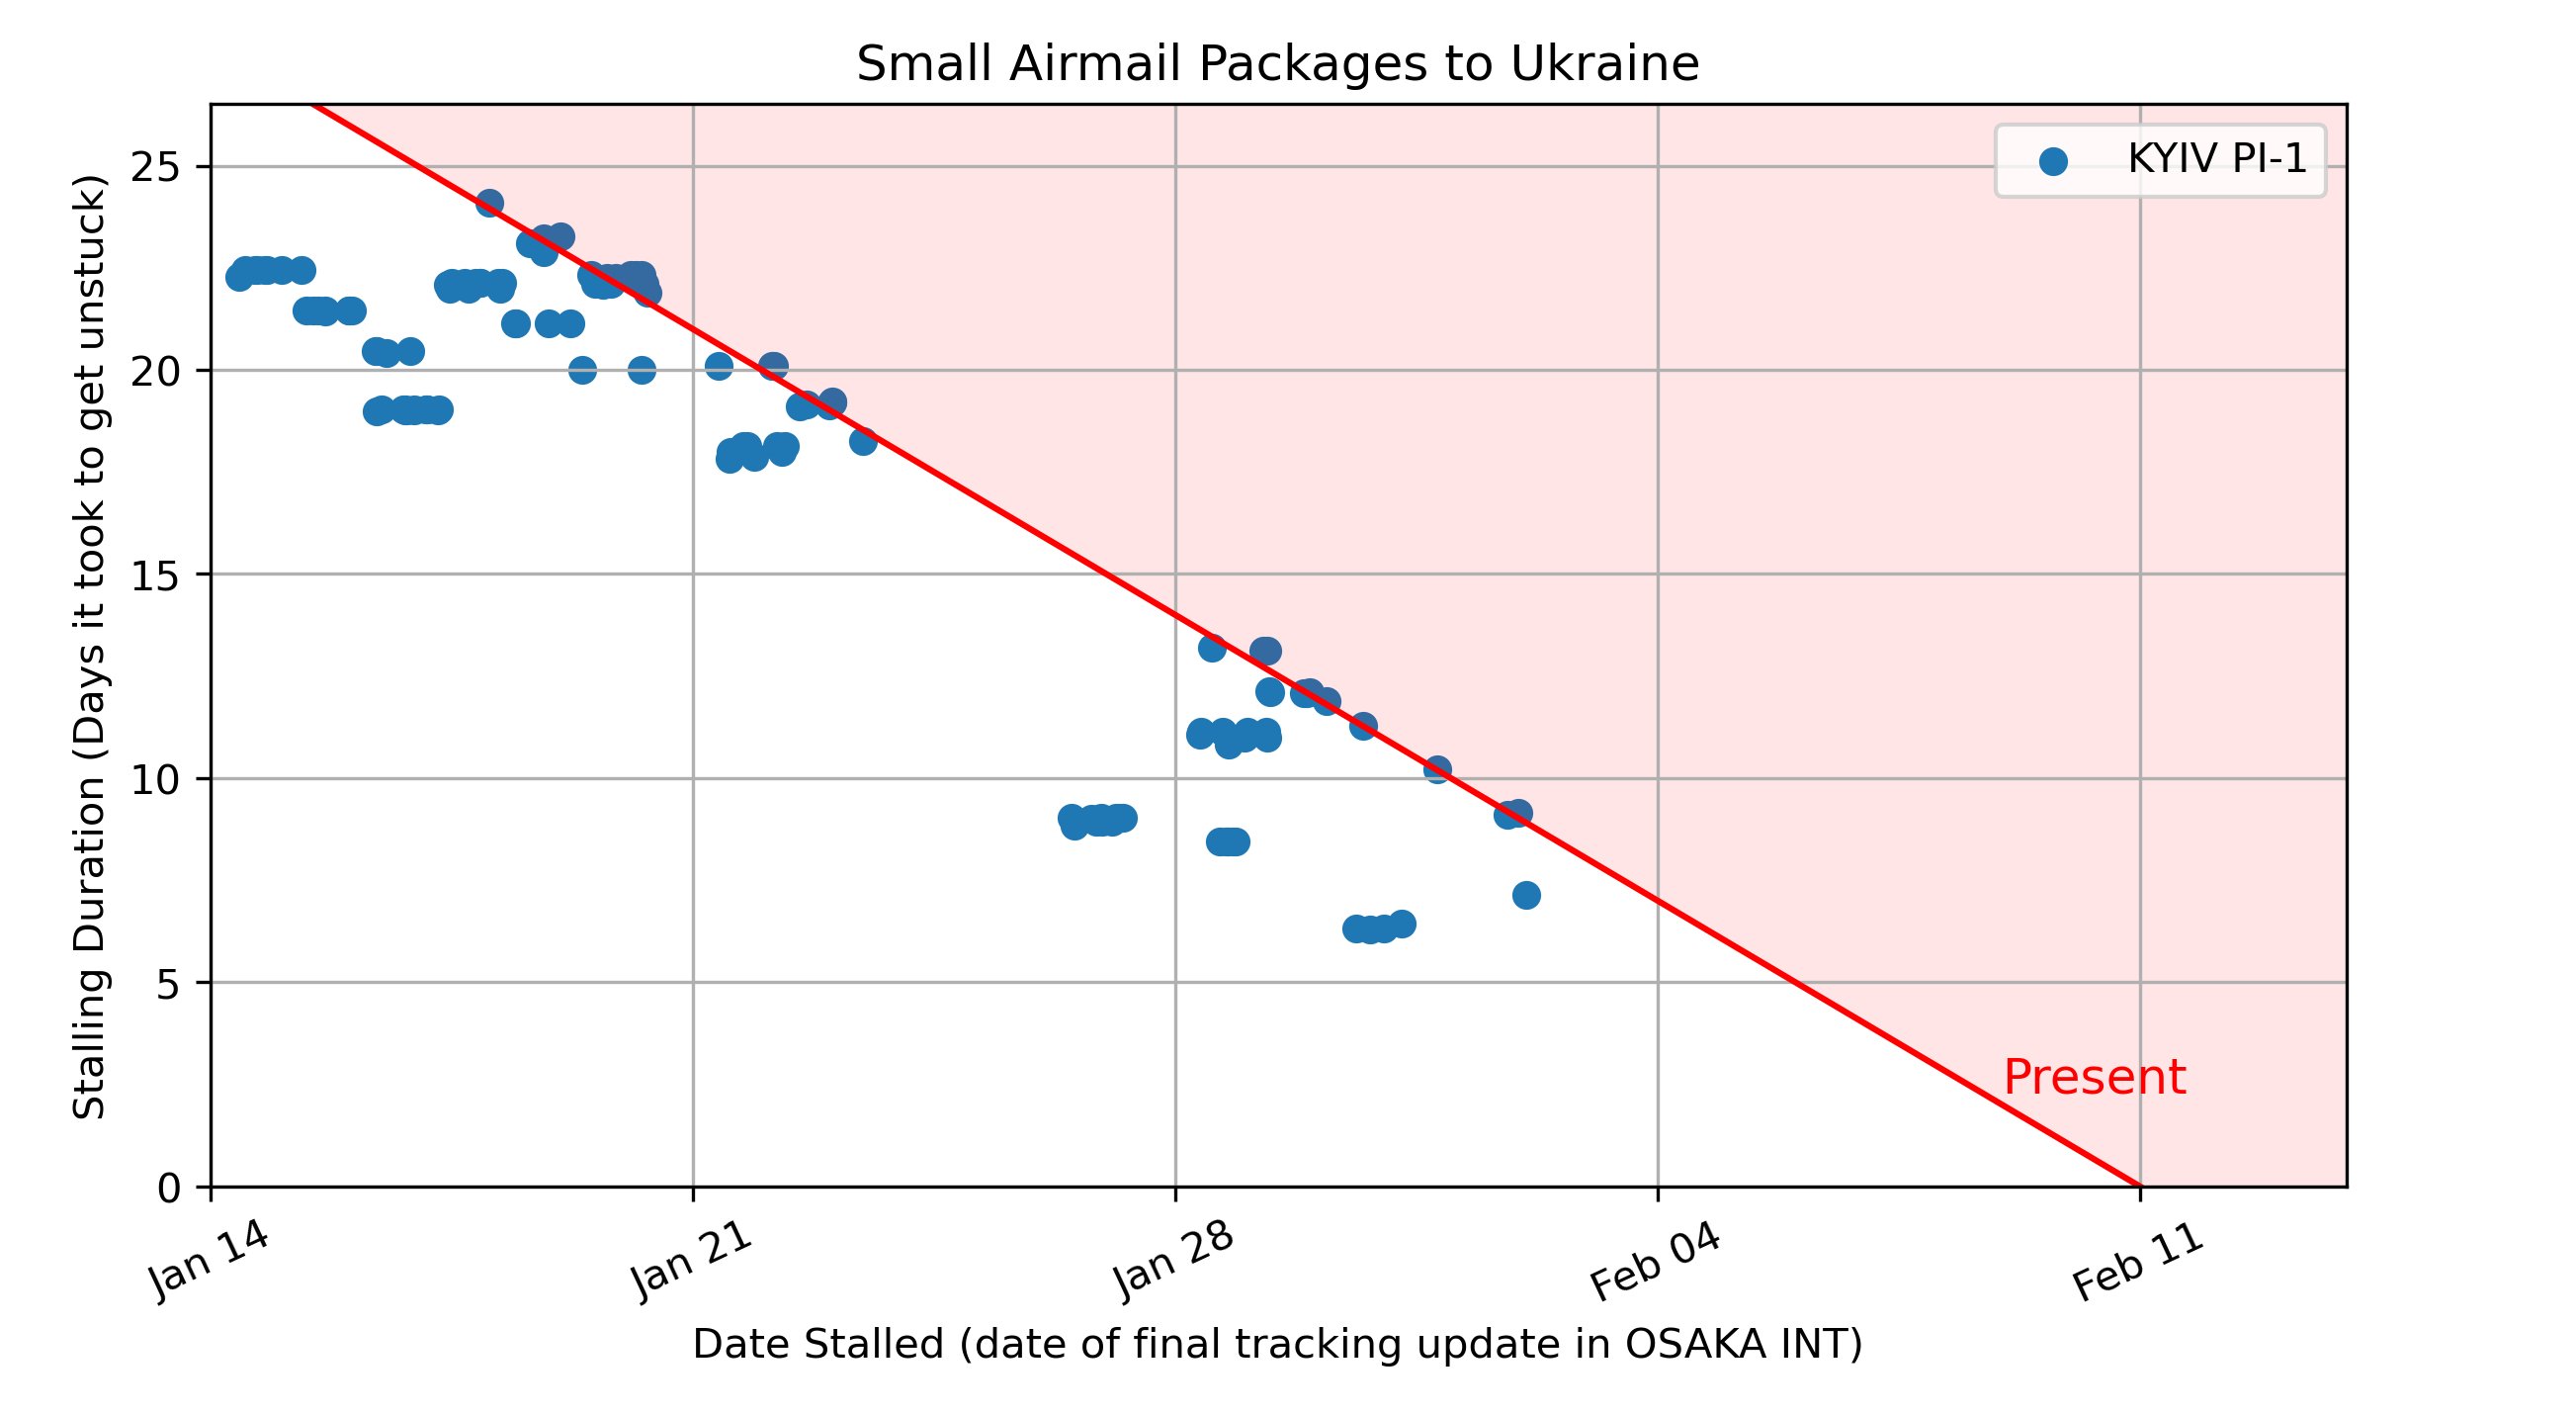 Small Airmail Packages to Ukraine
KYIV PI-1
Stalling Duration (Days it took to get unstuck)
25
20
15
10
5
0
Present
Jan 14
Jan 21
Jan 28
Feb 04
Feb 11
Date Stalled (date of final tracking update in OSAKA INT)